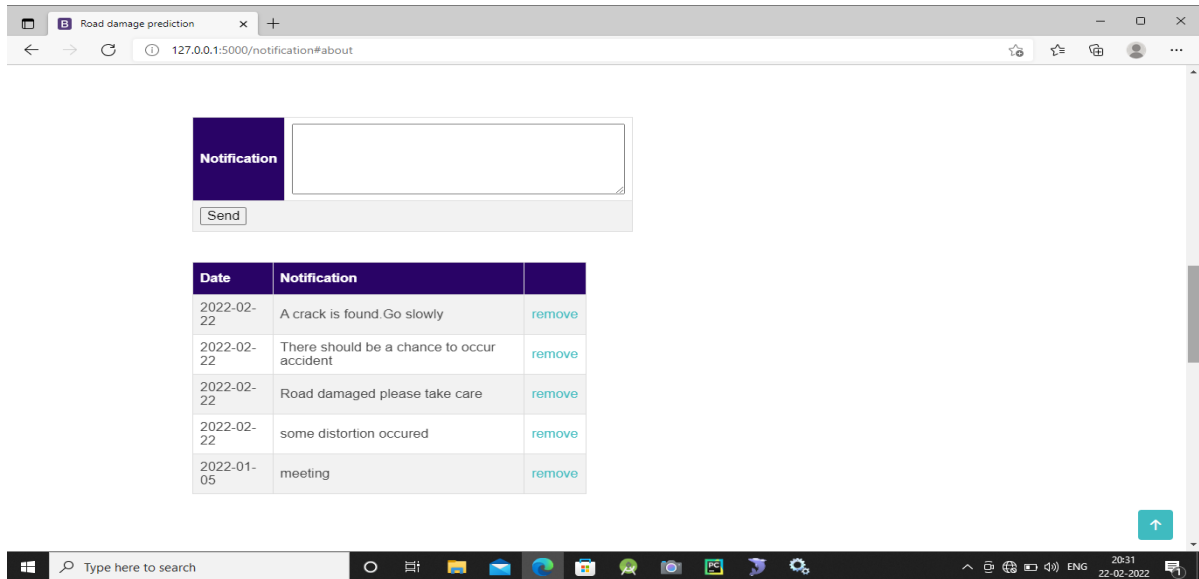 Road damage prediction
127.0.0.1:5000/notification#about
Notification
Send
Date Notification
2022-02-22 A crack is found.Go slowly remove
2022-02-22 There should be a chance to occur accident remove
2022-02-22 Road damaged please take care remove
2022-02-22 some distortion occured remove
2022-01-05 meeting remove
Type here to search
ENG
20:31
22-02-2022